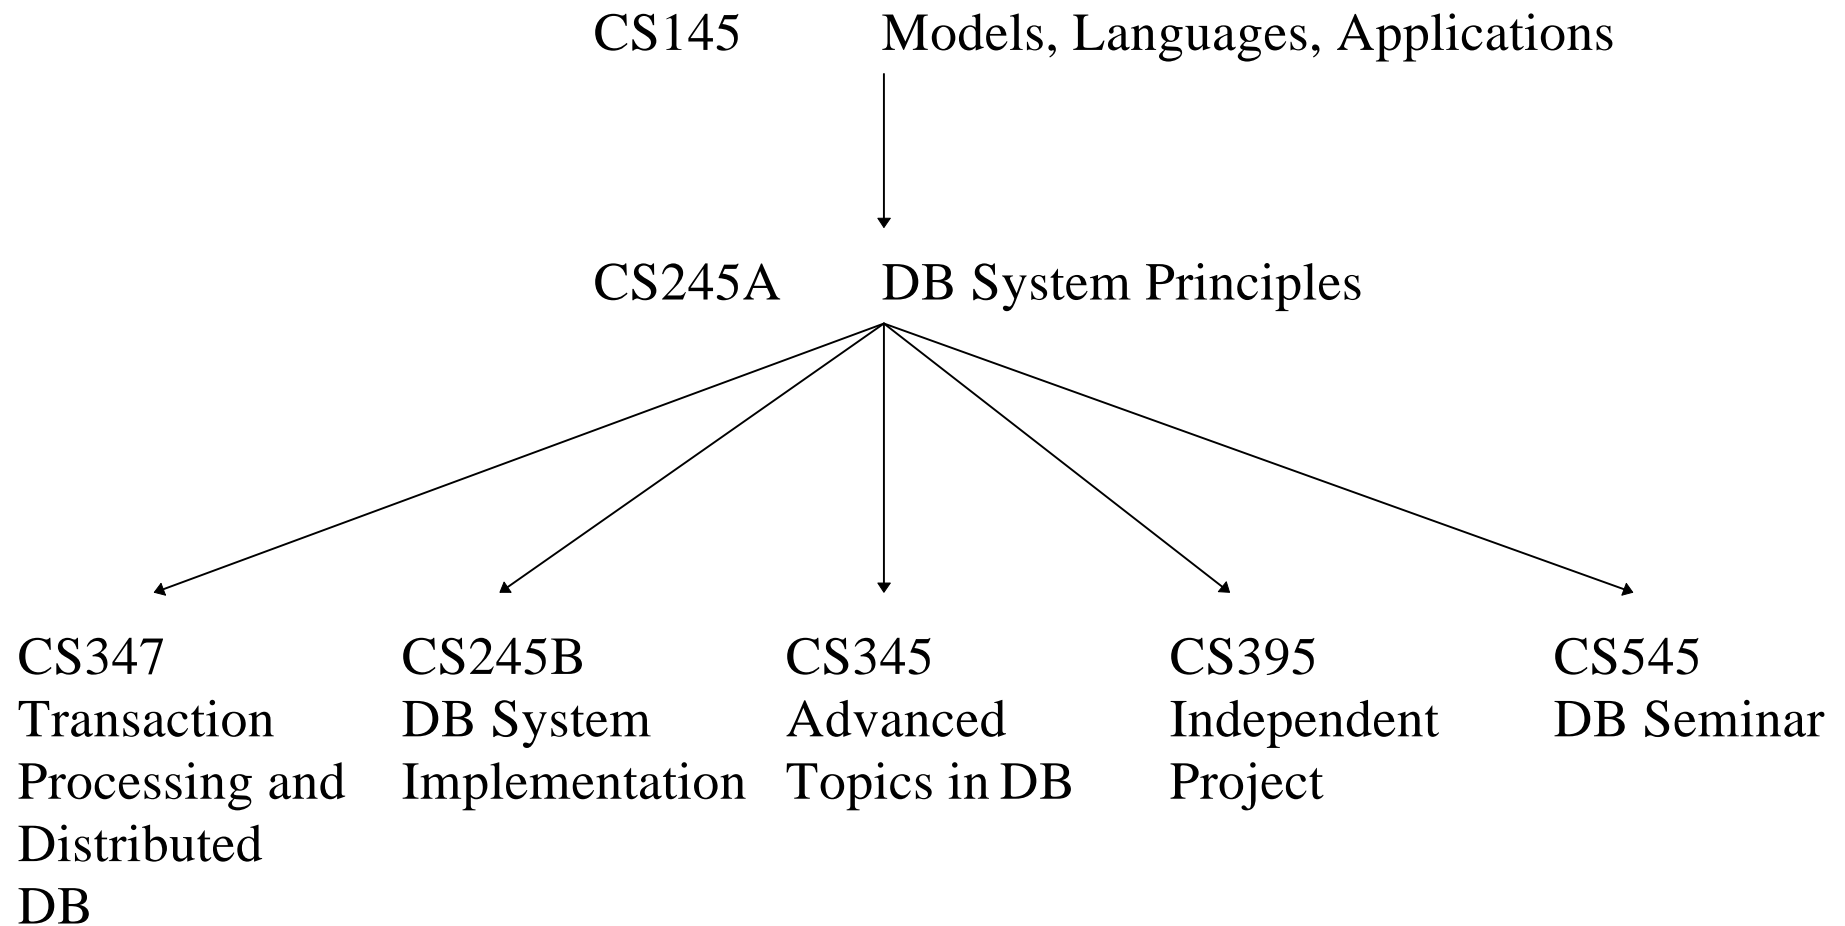 CS145 Models, Languages, Applications
CS245A DB System Principles
CS347
Transaction
Processing and
Distributed
DB
CS245B
DB System
Implementation
CS345
Advanced
Topics in DB
CS395
Independent
Project
CS545
DB Seminar